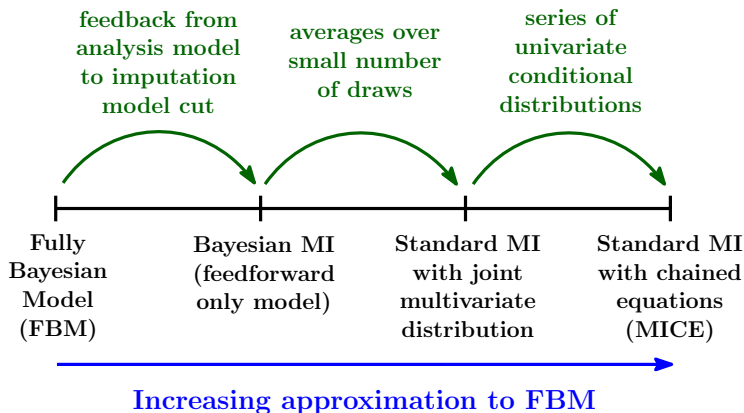 feedback from
analysis model
to imputation
model cut
averages over
small number
of draws
series of
univariate
conditional
distributions
Fully
Bayesian
Model
(FBM)
Bayesian MI
(feedforward
only model)
Standard MI
with joint
multivariate
distribution
Standard MI
with chained
equations
(MICE)
Increasing approximation to FBM